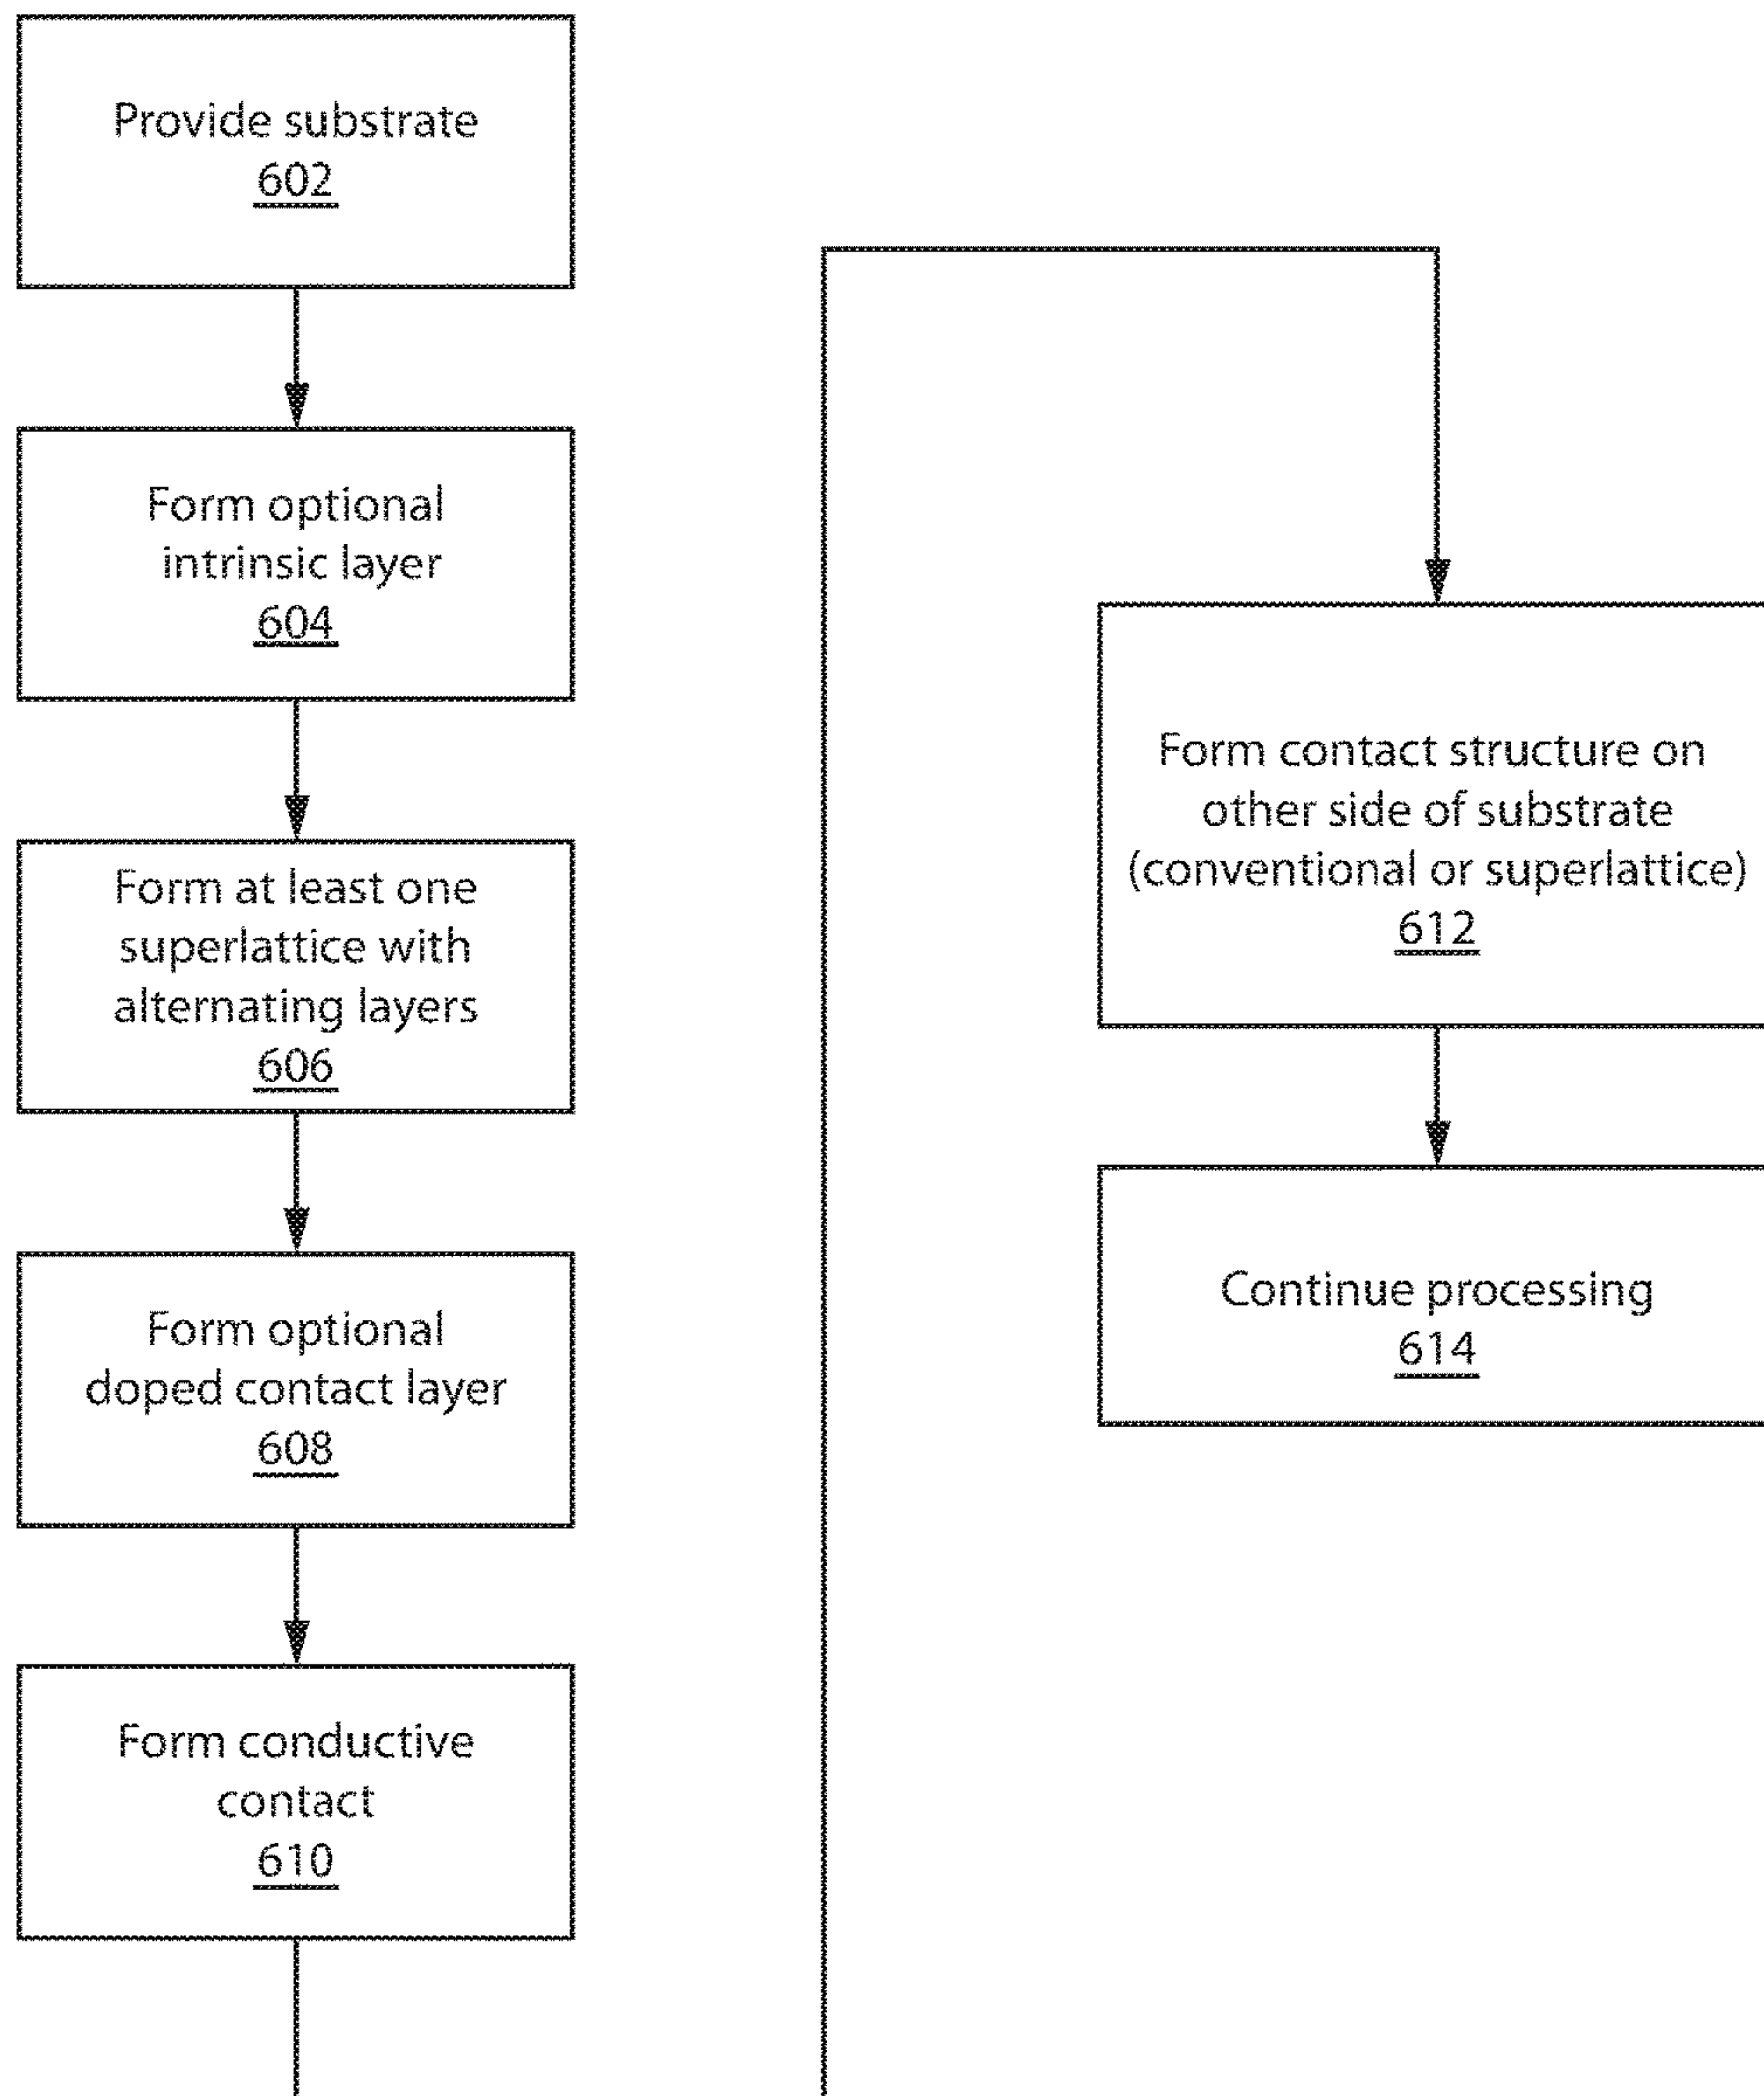 Provide substrate
602
Form optional
intrinsic layer
604
Form at least one
superlattice with
alternating layers
606
Form optional
doped contact layer
608
Form conductive
contact
610
Form contact structure on
other side of substrate
(conventional or superlattice)
612
Continue processing
614